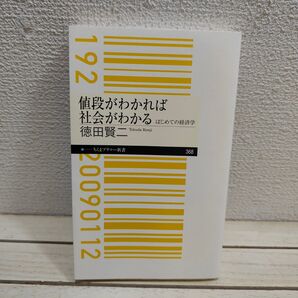 192
値段がわかれば
社会がわかる はじめての経済学
徳田賢二 Tokuda Kenji
ちくまプリマー新書
368
20090112